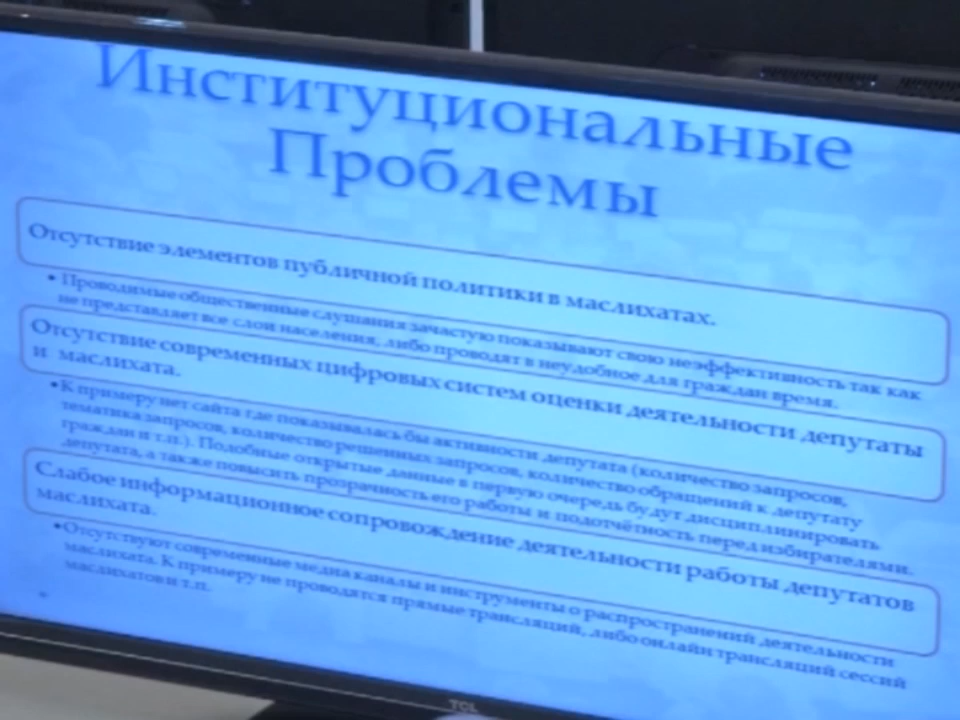 Институциональные
Проблемы
Отсутствие элементов публичной политики в маслихатах.
• Проводимые общественные слушания зачастую показывают свою неэффективность так как
не представляет все слои населения, либо проводят в неудобное для граждан время.
Отсутствие современных цифровых систем оценки деятельности депутаты
и маслихата.
• К примеру нет сайта где показывалась бы активности депутата (количество запросов,
тематика запросов, количество решенных запросов, количество обращений к депутату
граждан и т.п.). Подобные открытые данные в первую очередь будут дисциплинировать
депутата, а также повысить прозрачность его работы и подотчётность перед избирателями.
Слабое информационное сопровождение деятельности работы депутатов
маслихата.
• Отсутствуют современные медиа каналы и инструменты о распространений деятельности
маслихата. К примеру не проводятся прямые трансляций, либо онлайн трансляций сессий
маслихатов и т.п.
TCL